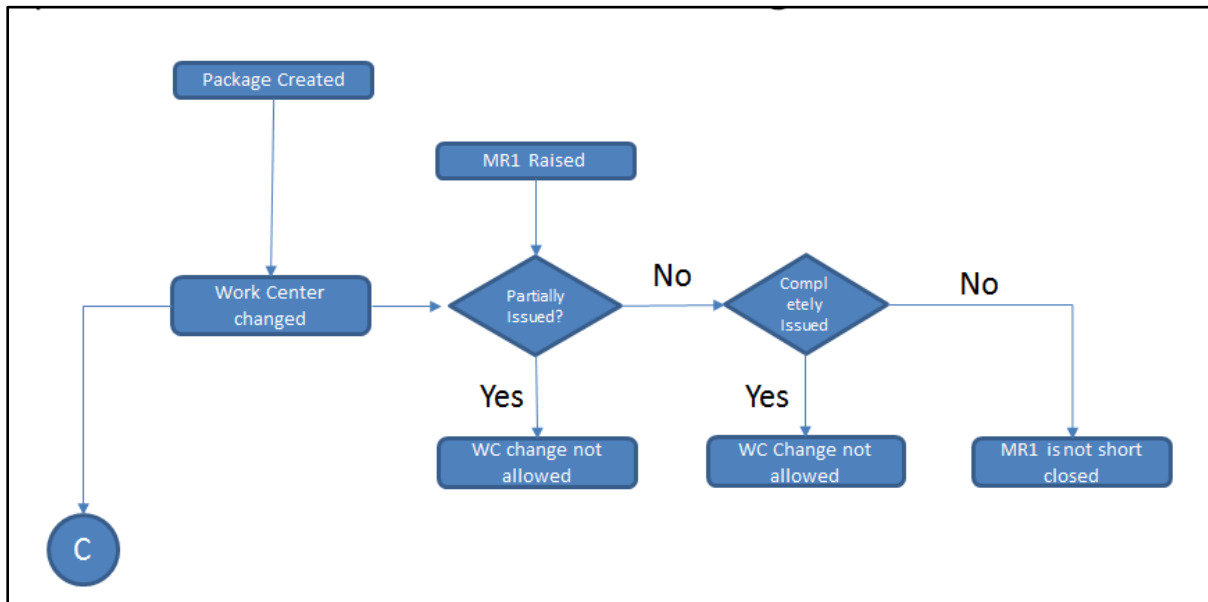 Package Created
MR1 Raised
Work Center
changed
Partially
Issued?
No
Compl
etely
Issued
No
Yes
Yes
WC change not
allowed
WC Change not
allowed
MR1 is not short
closed
C